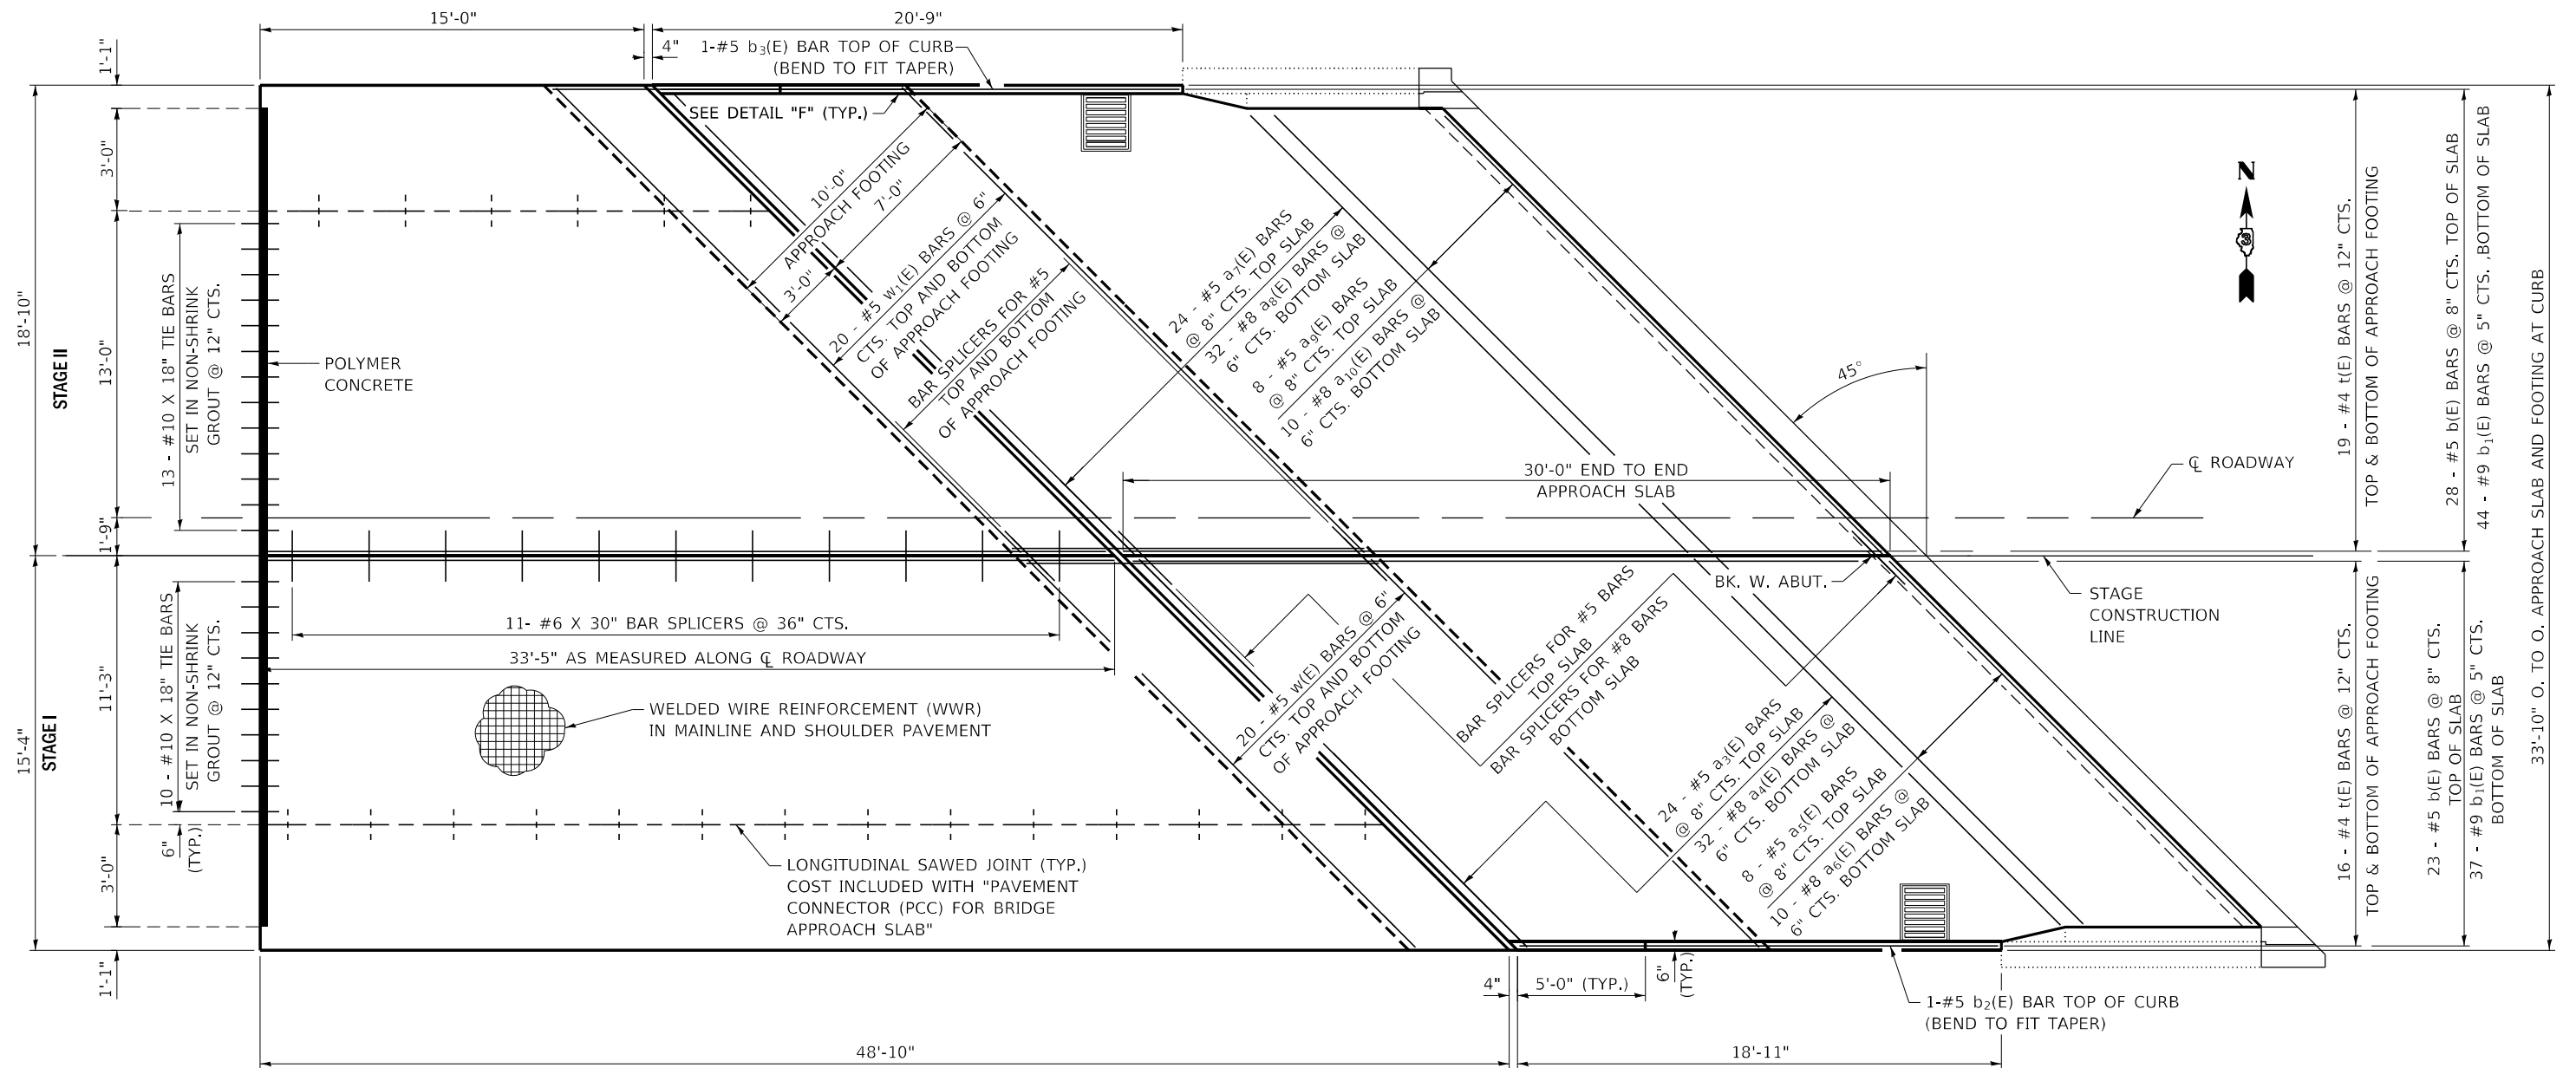 15'-0"
20'-9"
4"
1-#5 b₃(E) BAR TOP OF CURB
(BEND TO FIT TAPER)
SEE DETAIL "F" (TYP.)
1'-1"
3'-0"
13'-0"
1'-9"
11'-3"
3'-0"
1'-1"
18'-10"
15'-4"
STAGE II
STAGE I
13 - #10 X 18" TIE BARS
SET IN NON-SHRINK
GROUT @ 12" CTS.
10 - #10 X 18" TIE BARS
SET IN NON-SHRINK
GROUT @ 12" CTS.
6"
(TYP.)
POLYMER
CONCRETE
10'-0"
APPROACH FOOTING
7'-0"
3'-0"
20 - #5 w₁(E) BARS @ 6"
CTS. TOP AND BOTTOM
OF APPROACH FOOTING
BAR SPLICERS FOR #5
TOP AND BOTTOM
OF APPROACH FOOTING
24 - #5 a₇(E) BARS
@ 8" CTS. TOP SLAB
32 - #8 a₈(E) BARS @
6" CTS. BOTTOM SLAB
8 - #5 a₉(E) BARS
@ 8" CTS. TOP SLAB
10 - #8 a₁₀(E) BARS @
6" CTS. BOTTOM SLAB
30'-0" END TO END
APPROACH SLAB
45°
N
3
℄ ROADWAY
BK. W. ABUT.
STAGE
CONSTRUCTION
LINE
11- #6 X 30" BAR SPLICERS @ 36" CTS.
33'-5" AS MEASURED ALONG ℄ ROADWAY
WELDED WIRE REINFORCEMENT (WWR)
IN MAINLINE AND SHOULDER PAVEMENT
LONGITUDINAL SAWED JOINT (TYP.)
COST INCLUDED WITH "PAVEMENT
CONNECTOR (PCC) FOR BRIDGE
APPROACH SLAB"
20 - #5 w(E) BARS @ 6"
CTS. TOP AND BOTTOM
OF APPROACH FOOTING
BAR SPLICERS FOR #5 BARS
TOP SLAB
BAR SPLICERS FOR #8 BARS
BOTTOM SLAB
24 - #5 a₃(E) BARS
@ 8" CTS. TOP SLAB
32 - #8 a₄(E) BARS @
6" CTS. BOTTOM SLAB
8 - #5 a₅(E) BARS
@ 8" CTS. TOP SLAB
10 - #8 a₆(E) BARS @
6" CTS. BOTTOM SLAB
19 - #4 t(E) BARS @ 12" CTS.
TOP & BOTTOM OF APPROACH FOOTING
28 - #5 b(E) BARS @ 8" CTS. TOP OF SLAB
44 - #9 b₁(E) BARS @ 5" CTS. ,BOTTOM OF SLAB
16 - #4 t(E) BARS @ 12" CTS.
TOP & BOTTOM OF APPROACH FOOTING
23 - #5 b(E) BARS @ 8" CTS.
TOP OF SLAB
37 - #9 b₁(E) BARS @ 5" CTS.
BOTTOM OF SLAB
33'-10" O. TO O. APPROACH SLAB AND FOOTING AT CURB
4"
5'-0" (TYP.)
6"
(TYP.)
1-#5 b₂(E) BAR TOP OF CURB
(BEND TO FIT TAPER)
48'-10"
18'-11"